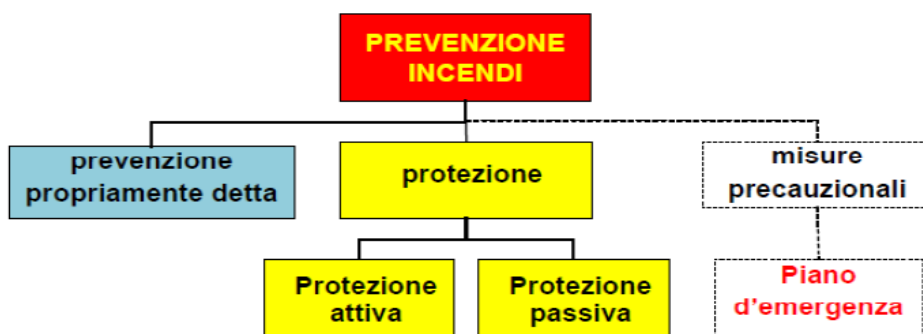 PREVENZIONE
INCENDI
prevenzione
propriamente detta
protezione
misure
precauzionali
Protezione
attiva
Protezione
passiva
Piano
d’emergenza